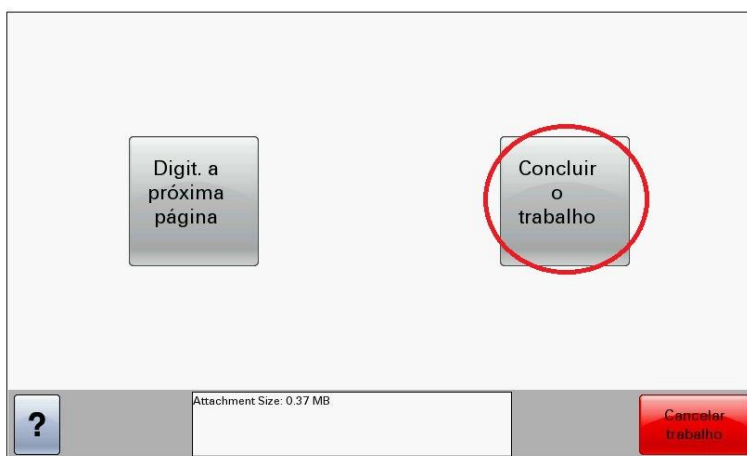 Digit. a
próxima
página
Concluir
o
trabalho
?
Attachment Size: 0.37 MB
Cancelar
trabalho